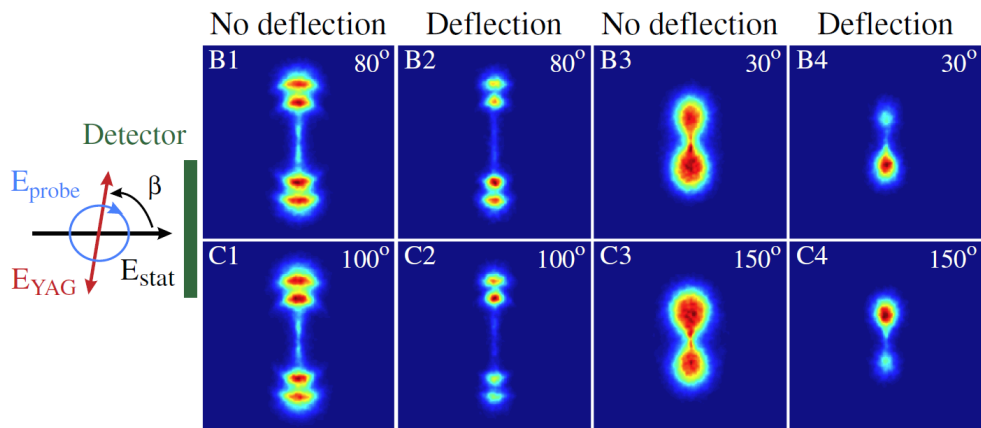 No deflection Deflection No deflection Deflection
B1 80° B2 80° B3 30° B4 30°
Detector
E_probe β
E_YAG E_stat
C1 100° C2 100° C3 150° C4 150°